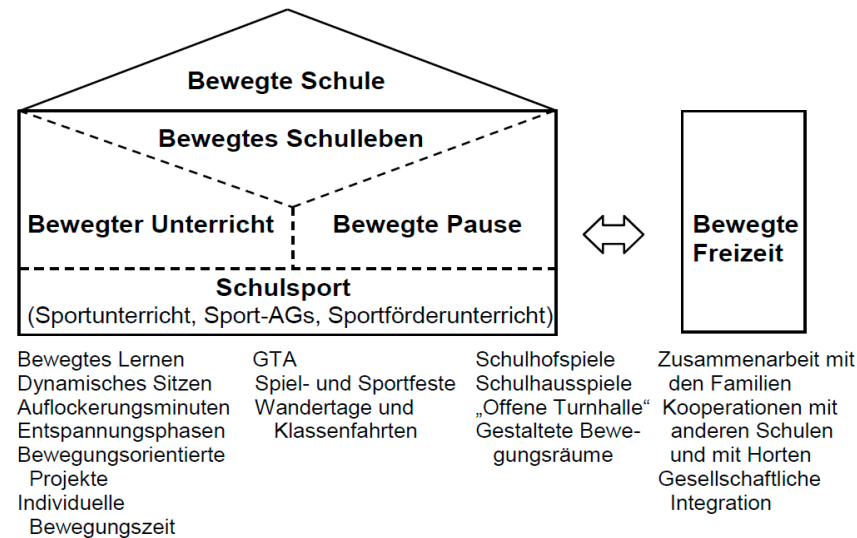 Bewegte Schule
Bewegtes Schulleben
Bewegter Unterricht
Bewegte Pause
Schulsport
(Sportunterricht, Sport-AGs, Sportförderunterricht)
Bewegte
Freizeit
Bewegtes Lernen
Dynamisches Sitzen
Auflockerungsminuten
Entspannungsphasen
Bewegungsorientierte
Projekte
Individuelle
Bewegungszeit
GTA
Spiel- und Sportfeste
Wandertage und
Klassenfahrten
Schulhofspiele
Schulhausspiele
„Offene Turnhalle“
Gestaltete Bewe-
gungsräume
Zusammenarbeit mit
den Familien
Kooperationen mit
anderen Schulen
und mit Horten
Gesellschaftliche
Integration